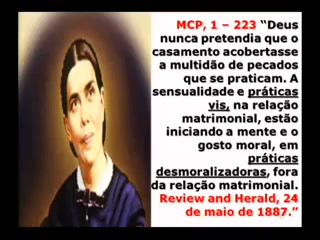 MCP, 1 – 223 “Deus
nunca pretendia que o
casamento acobertasse
a multidão de pecados
que se praticam. A
sensualidade e práticas
vis, na relação
matrimonial, estão
iniciando a mente e o
gosto moral, em
práticas
desmoralizadoras, fora
da relação matrimonial.
Review and Herald, 24
de maio de 1887.”